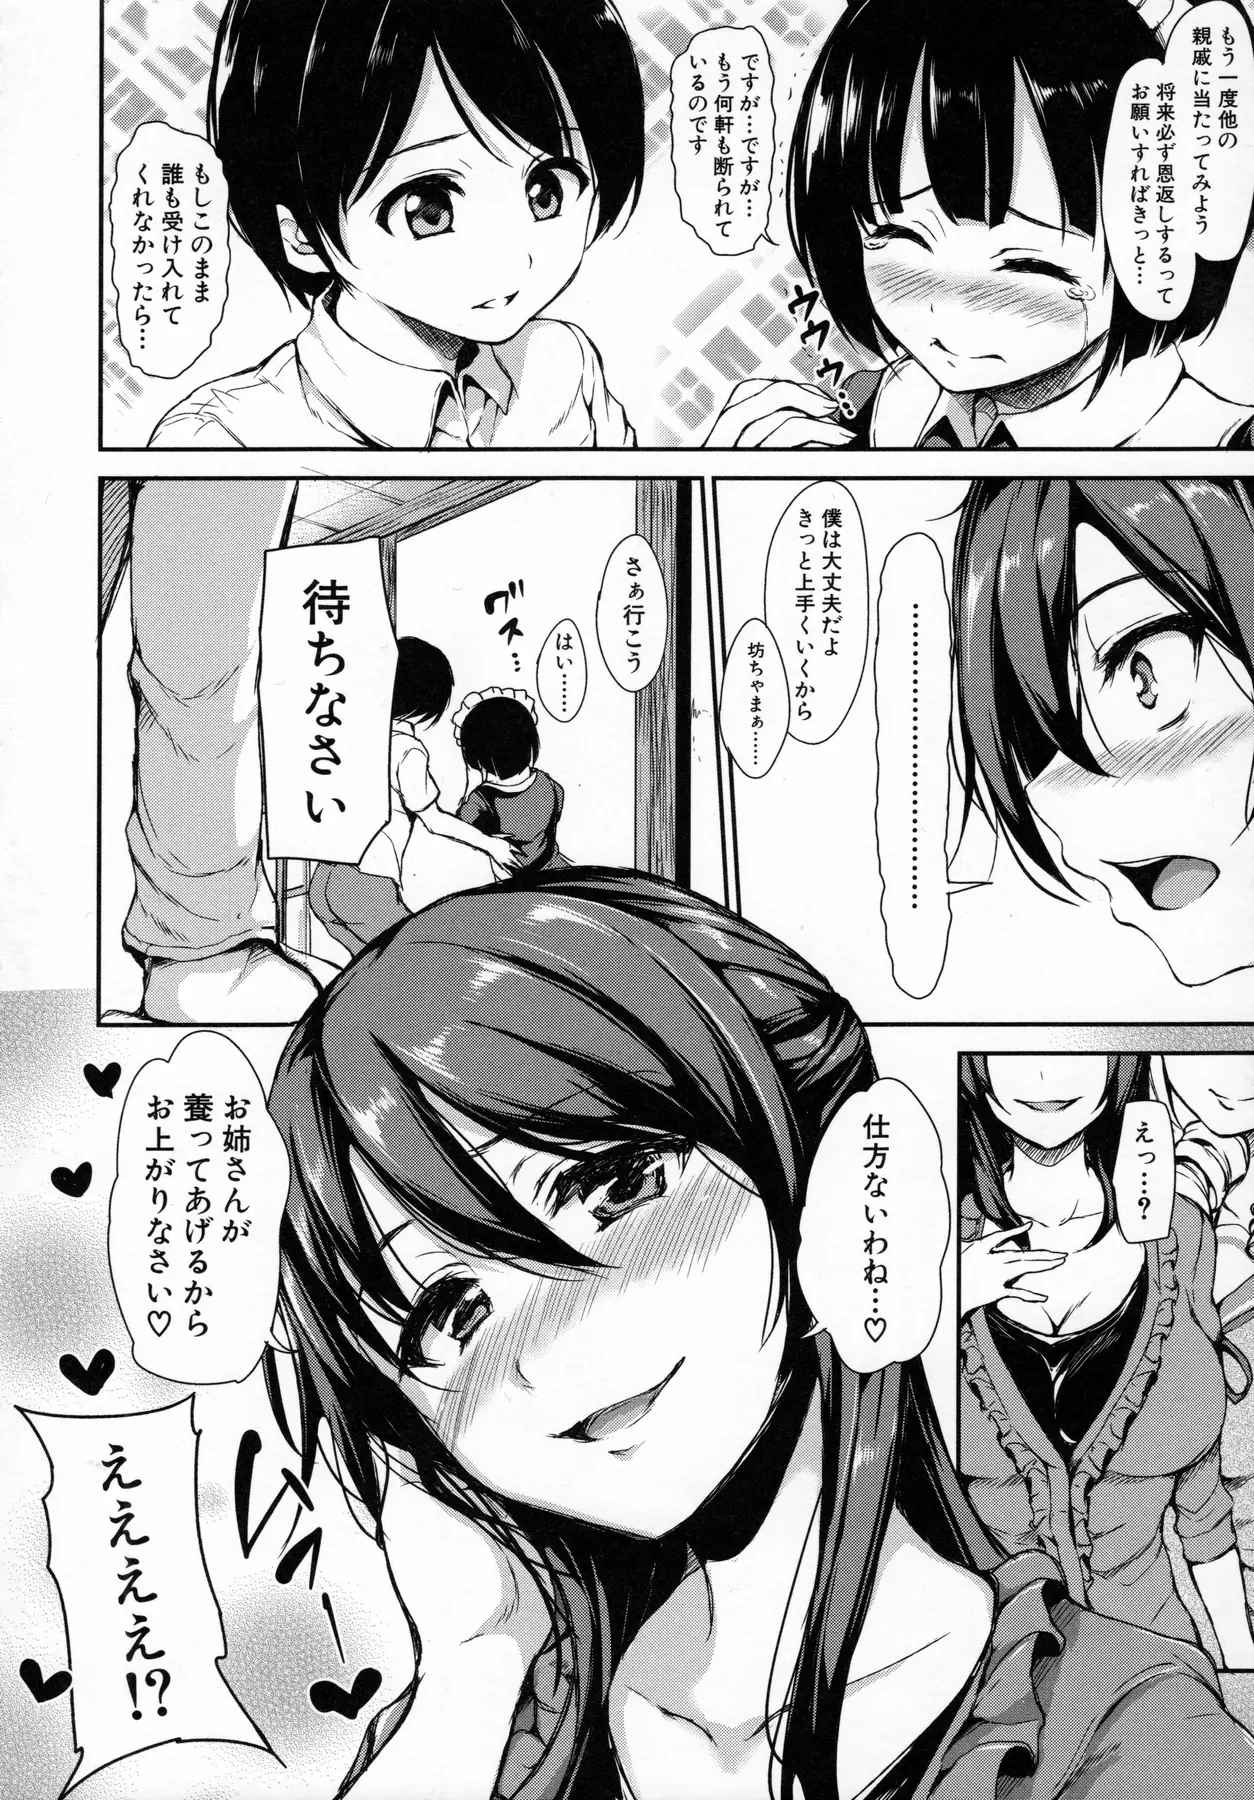 もう一度他の
親戚に当たってみよう
将来必ず恩返しするって
お願いすればきっと…
ウウウゥ…
ですが…ですが…
もう何軒も断られて
いるのです
もしこのまま
誰も受け入れて
くれなかったら…
………………………
僕は大丈夫だよ
きっと上手くいくから
坊ちゃまぁ……
さぁ行こう
はい……
グス…
待ちなさい
えっ…?
仕方ないわね…♡
お姉さんが
養ってあげるから
お上がりなさい♡
ええええ!?